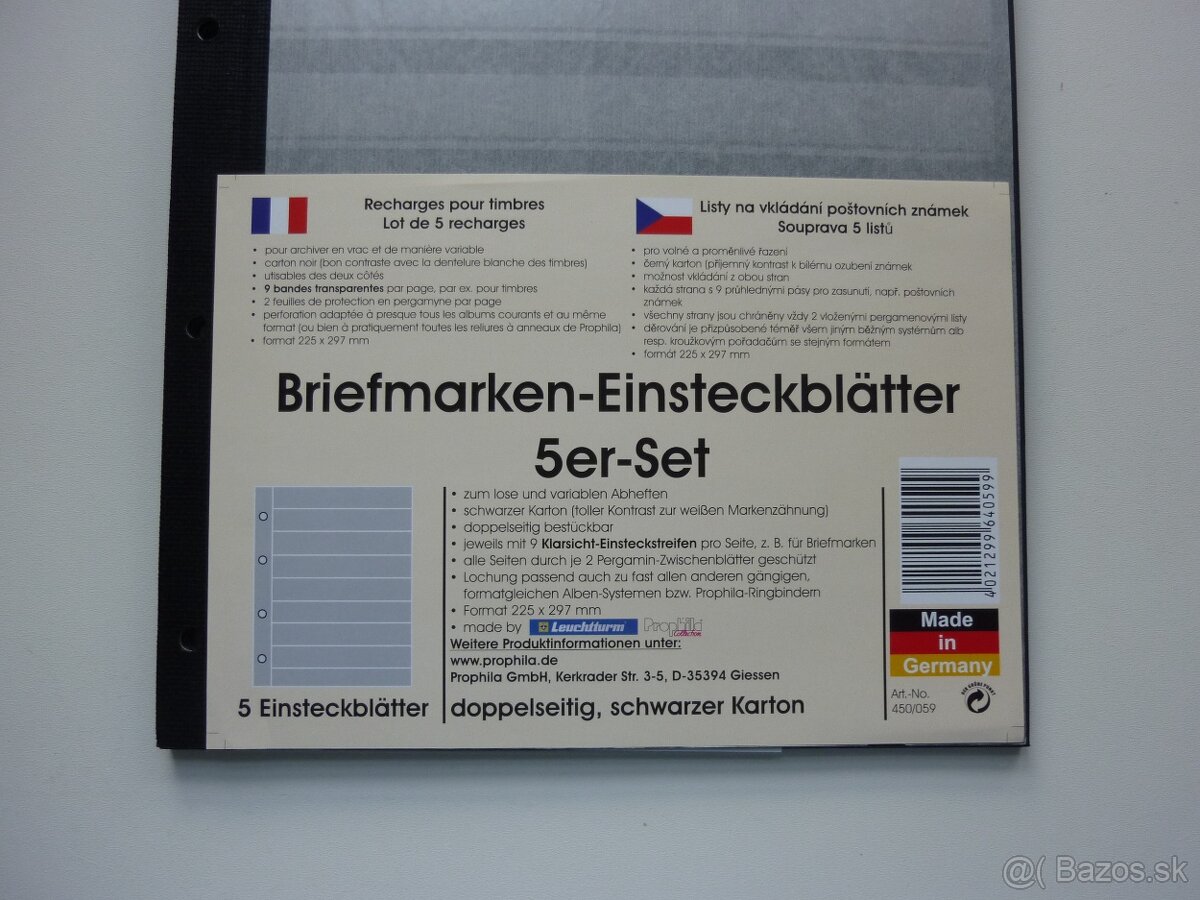 Recharges pour timbres
Lot de 5 recharges
• pour archiver en vrac et de manière variable
• carton noir (bon contraste avec la dentelure blanche des timbres)
• utisables des deux côtés
• 9 bandes transparentes par page, par ex. pour timbres
• 2 feuilles de protection en pergamyne par page
• perforation adaptée à presque tous les albums courants et au même
format (ou bien à pratiquement toutes les reliures à anneaux de Prophila)
• format 225 x 297 mm
Listy na vkládání poštovních známek
Souprava 5 listů
• pro volné a proměnlivé řazení
• černý karton (příjemný kontrast k bílému ozubení známek
• možnost vkládání z obou stran
• každá strana s 9 průhlednými pásy pro zasunutí, např. poštovních
známek
• všechny strany jsou chráněny vždy 2 vloženými pergamenovými listy
• děrování je přizpůsobené téměř všem jiným běžným systémům alb
resp. kroužkovým pořadačům se stejným formátem
• formát 225 x 297 mm
Briefmarken-Einsteckblätter
5er-Set
• zum lose und variablen Abheften
• schwarzer Karton (toller Kontrast zur weißen Markenzähnung)
• doppelseitig bestückbar
• jeweils mit 9 Klarsicht-Einsteckstreifen pro Seite, z. B. für Briefmarken
• alle Seiten durch je 2 Pergamin-Zwischenblätter geschützt
• Lochung passend auch zu fast allen anderen gängigen,
formatgleichen Alben-Systemen bzw. Prophila-Ringbindern
• Format 225 x 297 mm
• made by Leuchtturm Prophila Collection
Weitere Produktinformationen unter:
www.prophila.de
Prophila GmbH, Kerkrader Str. 3-5, D-35394 Giessen
5 Einsteckblätter
doppelseitig, schwarzer Karton
4021299640599
Made
in
Germany
Art.-No.
450/059
DER GRÜNE PUNKT
@( Bazos.sk